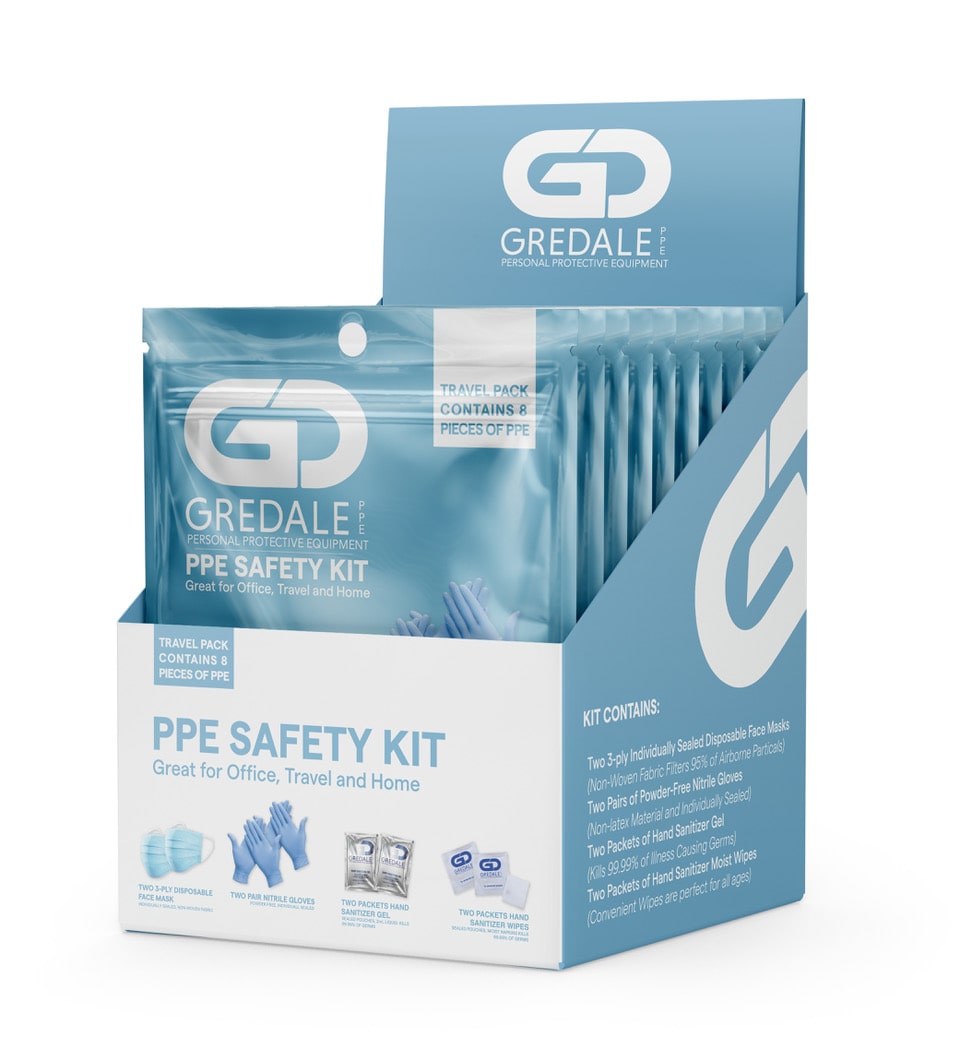 GREDALE PPE
PERSONAL PROTECTIVE EQUIPMENT
TRAVEL PACK
CONTAINS 8
PIECES OF PPE
GREDALE PPE
PERSONAL PROTECTIVE EQUIPMENT
PPE SAFETY KIT
Great for Office, Travel and Home
TRAVEL PACK
CONTAINS 8
PIECES OF PPE
PPE SAFETY KIT
Great for Office, Travel and Home
TWO 3-PLY DISPOSABLE
FACE MASK
TWO PAIR NITRILE GLOVES
GREDALE
GREDALE
TWO PACKETS HAND
SANITIZER GEL
GREDALE
GREDALE
TWO PACKETS HAND
SANITIZER WIPES
KIT CONTAINS:
Two 3-ply Individually Sealed Disposable Face Masks
(Non-Woven Fabric Filters 95% of Airborne Particals)
Two Pairs of Powder-Free Nitrile Gloves
(Non-latex Material and Individually Sealed)
Two Packets of Hand Sanitizer Gel
(Kills 99.99% of Illness Causing Germs)
Two Packets of Hand Sanitizer Moist Wipes
(Convenient Wipes are perfect for all ages)